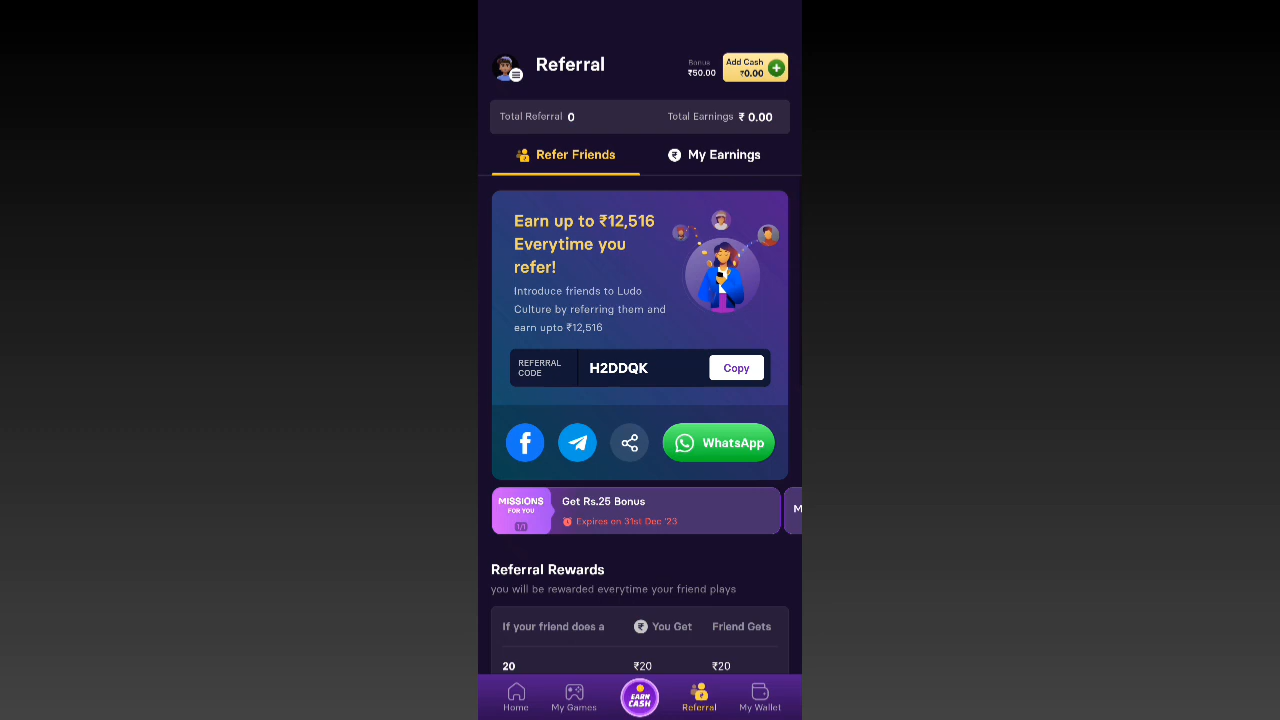 Referral
Bonus
₹50.00
Add Cash
₹0.00
Total Referral 0
Total Earnings ₹ 0.00
Refer Friends
My Earnings
Earn up to ₹12,516
Everytime you
refer!
Introduce friends to Ludo
Culture by referring them and
earn upto ₹12,516
REFERRAL
CODE
H2DDQK
Copy
WhatsApp
MISSIONS
FOR YOU
1/1
Get Rs.25 Bonus
Expires on 31st Dec '23
M
Referral Rewards
you will be rewarded everytime your friend plays
If your friend does a
₹ You Get
Friend Gets
20
₹20
₹20
Home
My Games
EARN
CASH
Referral
My Wallet